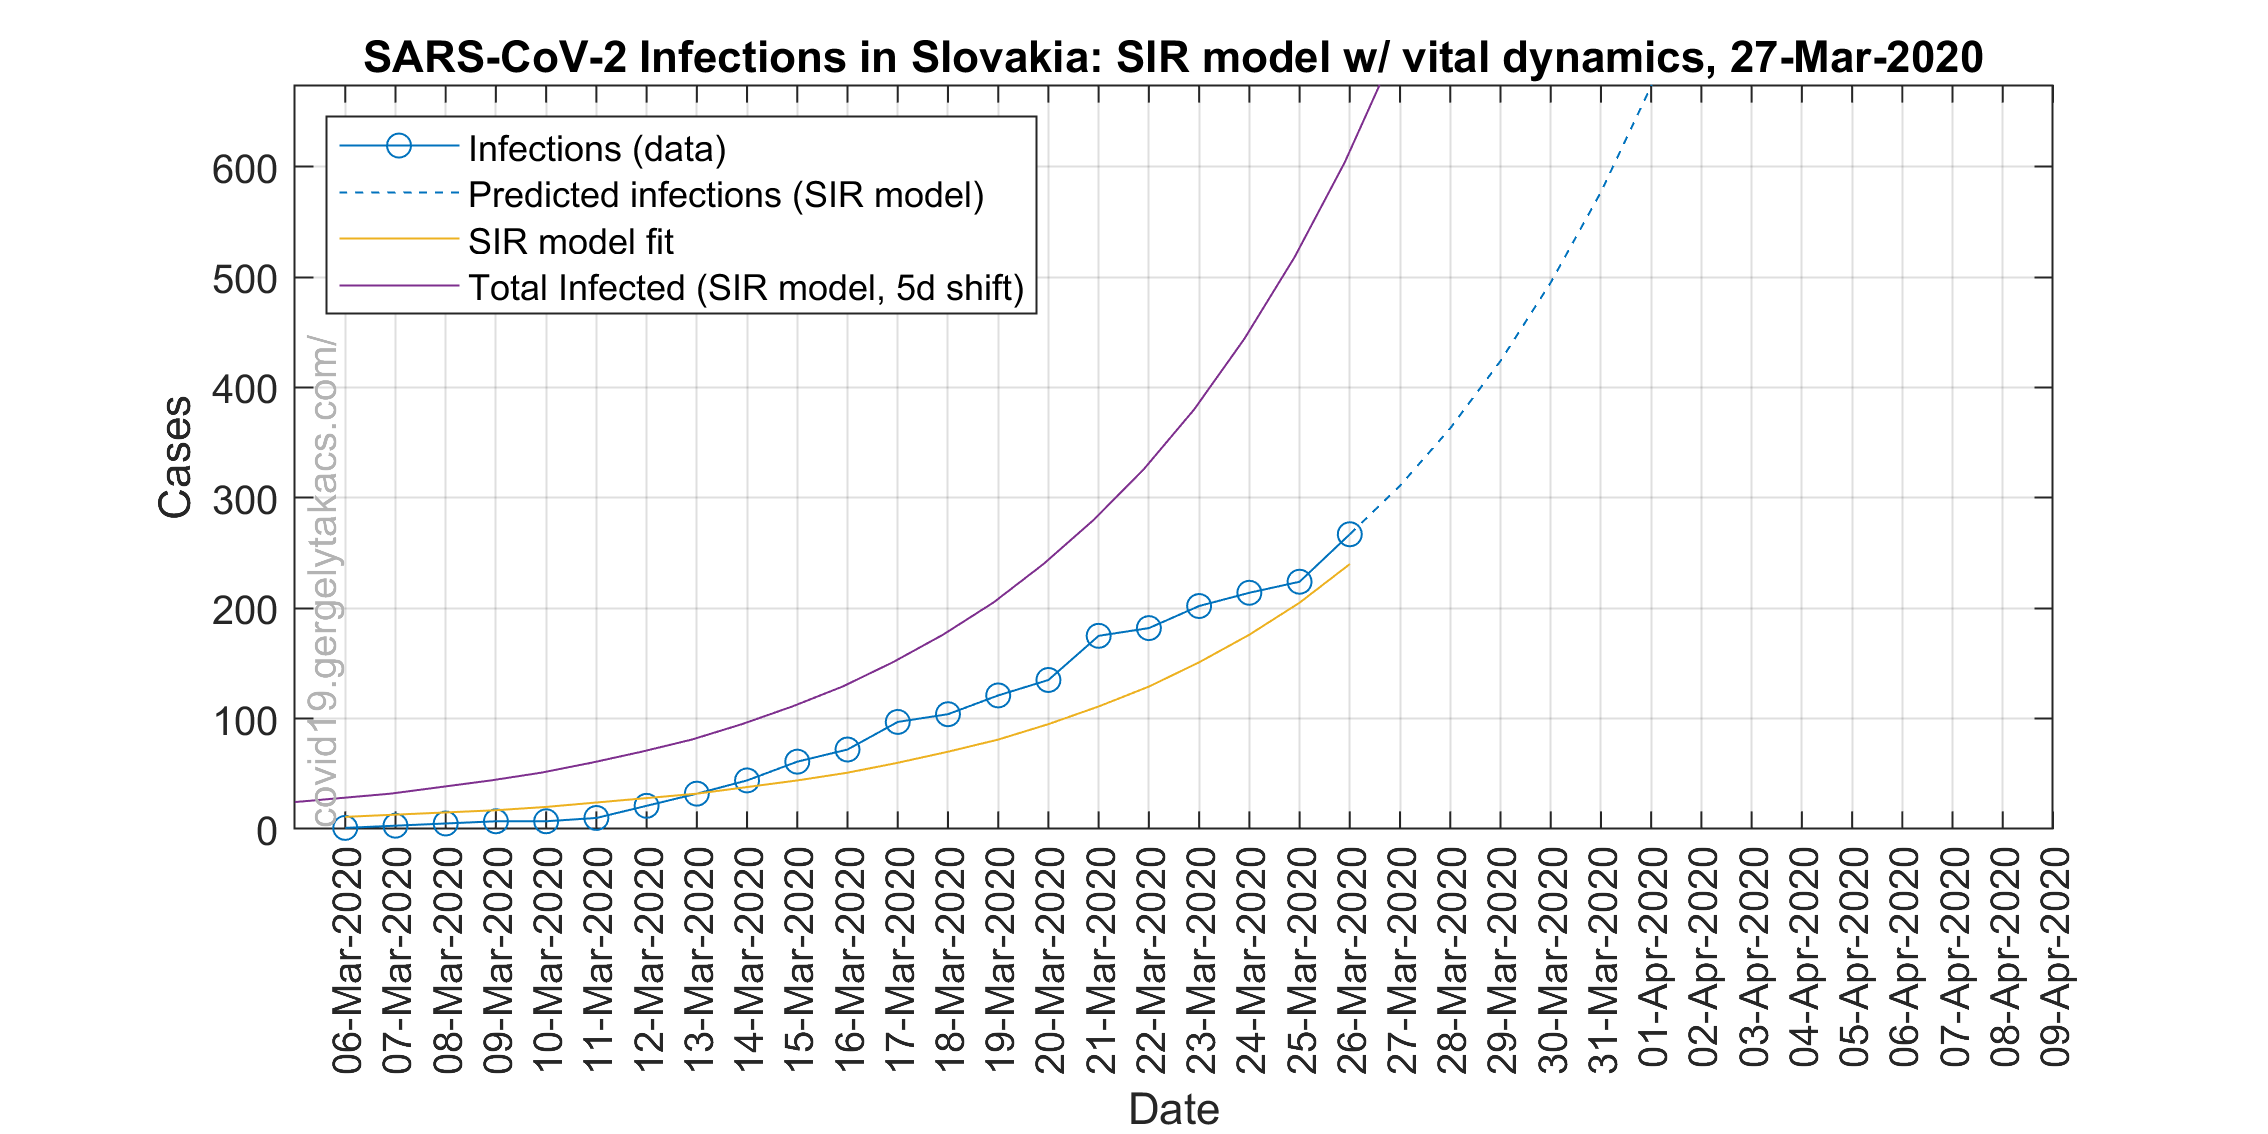 SARS-CoV-2 Infections in Slovakia: SIR model w/ vital dynamics, 27-Mar-2020
Infections (data)
Predicted infections (SIR model)
SIR model fit
Total Infected (SIR model, 5d shift)
covid19.gergelytakacs.com/
Cases
600
500
400
300
200
100
0
06-Mar-2020
07-Mar-2020
08-Mar-2020
09-Mar-2020
10-Mar-2020
11-Mar-2020
12-Mar-2020
13-Mar-2020
14-Mar-2020
15-Mar-2020
16-Mar-2020
17-Mar-2020
18-Mar-2020
19-Mar-2020
20-Mar-2020
21-Mar-2020
22-Mar-2020
23-Mar-2020
24-Mar-2020
25-Mar-2020
26-Mar-2020
27-Mar-2020
28-Mar-2020
29-Mar-2020
30-Mar-2020
31-Mar-2020
01-Apr-2020
02-Apr-2020
03-Apr-2020
04-Apr-2020
05-Apr-2020
06-Apr-2020
07-Apr-2020
08-Apr-2020
09-Apr-2020
Date